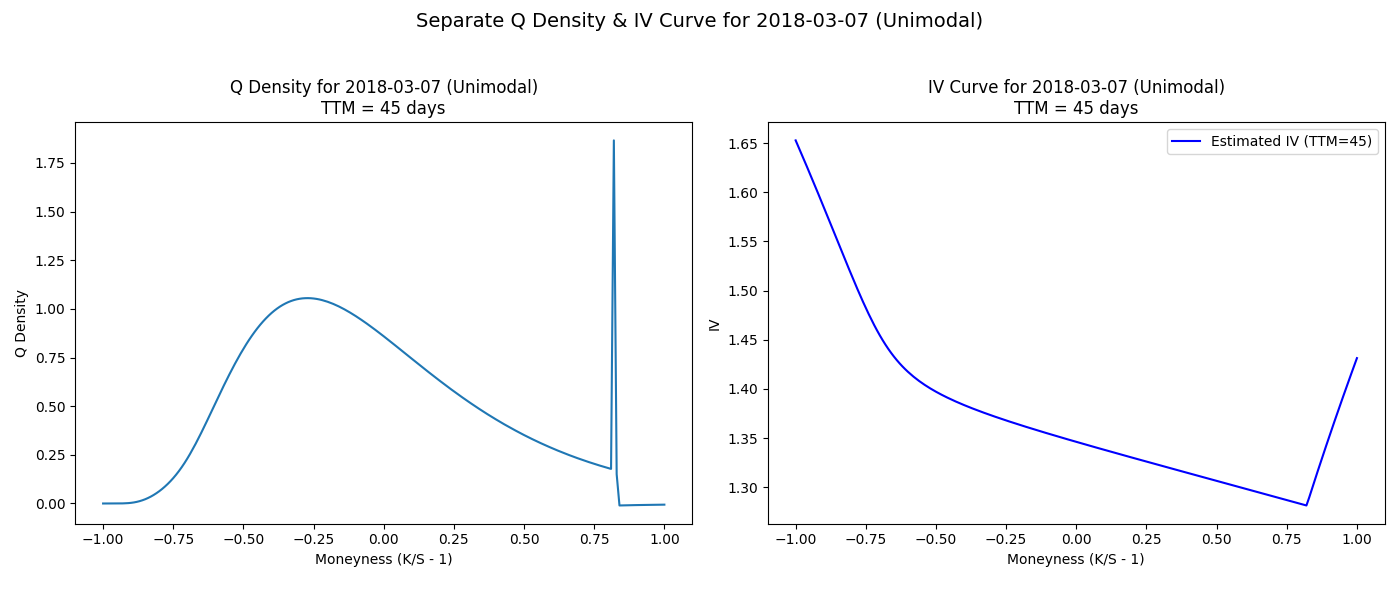 Separate Q Density & IV Curve for 2018-03-07 (Unimodal)
Q Density for 2018-03-07 (Unimodal)
TTM = 45 days
1.75
1.50
1.25
1.00
0.75
0.50
0.25
0.00
Q Density
−1.00 −0.75 −0.50 −0.25 0.00 0.25 0.50 0.75 1.00
Moneyness (K/S - 1)
IV Curve for 2018-03-07 (Unimodal)
TTM = 45 days
Estimated IV (TTM=45)
1.65
1.60
1.55
1.50
1.45
1.40
1.35
1.30
IV
−1.00 −0.75 −0.50 −0.25 0.00 0.25 0.50 0.75 1.00
Moneyness (K/S - 1)